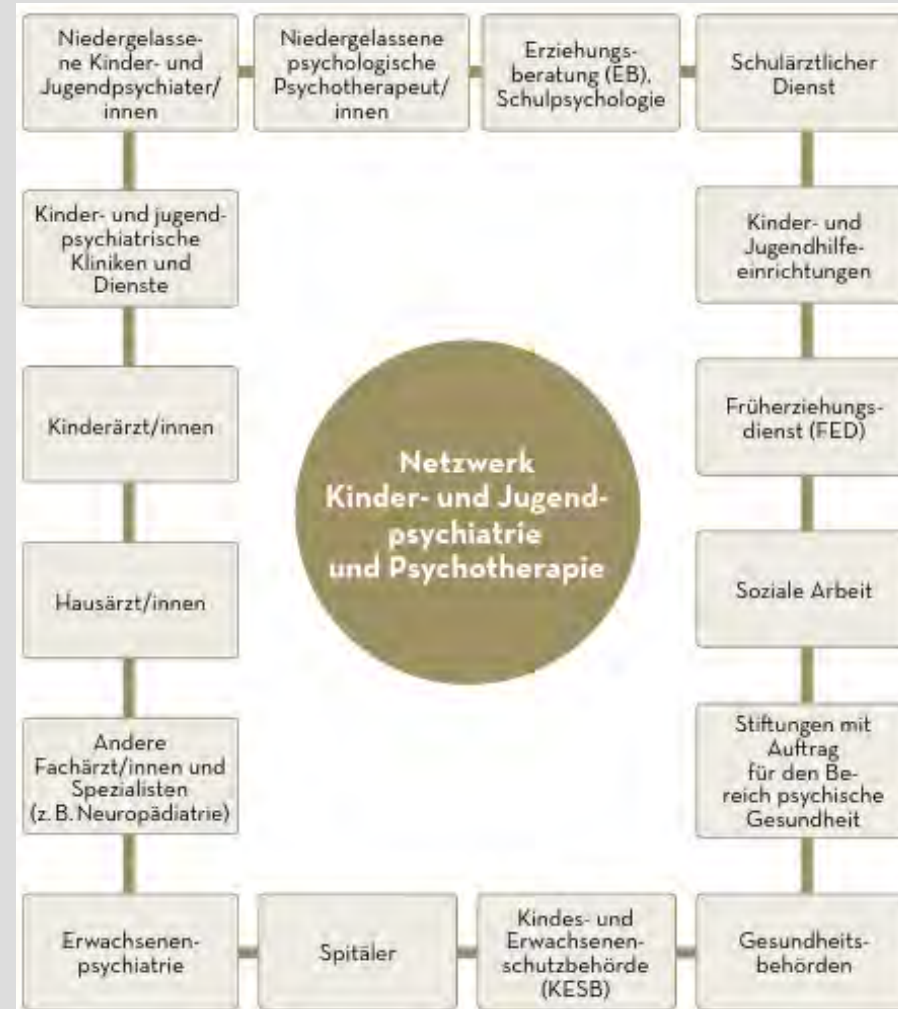 Niedergelasse-
ne Kinder- und
Jugendpsychiater/
innen
Niedergelassene
psychologische
Psychotherapeut/
innen
Erziehungs-
beratung (EB),
Schulpsychologie
Schulärztlicher
Dienst
Kinder- und jugend-
psychiatrische
Kliniken und
Dienste
Kinder- und
Jugendhilfe-
einrichtungen
Kinderärzt/innen
Netzwerk
Kinder- und Jugend-
psychiatrie
und Psychotherapie
Früherziehungs-
dienst (FED)
Hausärzt/innen
Soziale Arbeit
Andere
Fachärzt/innen und
Spezialisten
(z. B. Neuropädiatrie)
Stiftungen mit
Auftrag
für den Be-
reich psychische
Gesundheit
Erwachsenen-
psychiatrie
Spitäler
Kindes- und
Erwachsenen-
schutzbehörde
(KESB)
Gesundheits-
behörden